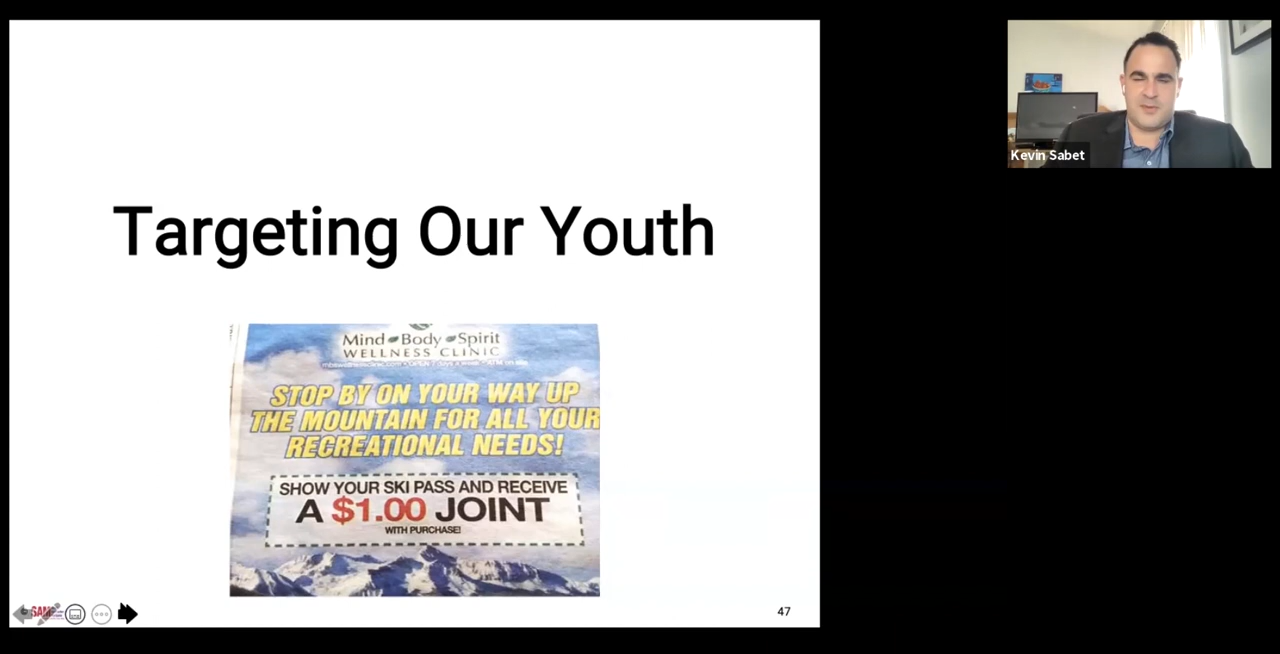 Targeting Our Youth
Mind Body Spirit
WELLNESS CLINIC
STOP BY ON YOUR WAY UP
THE MOUNTAIN FOR ALL YOUR
RECREATIONAL NEEDS!
SHOW YOUR SKI PASS AND RECEIVE
A $1.00 JOINT
WITH PURCHASE!
SAM
47
Kevin Sabet